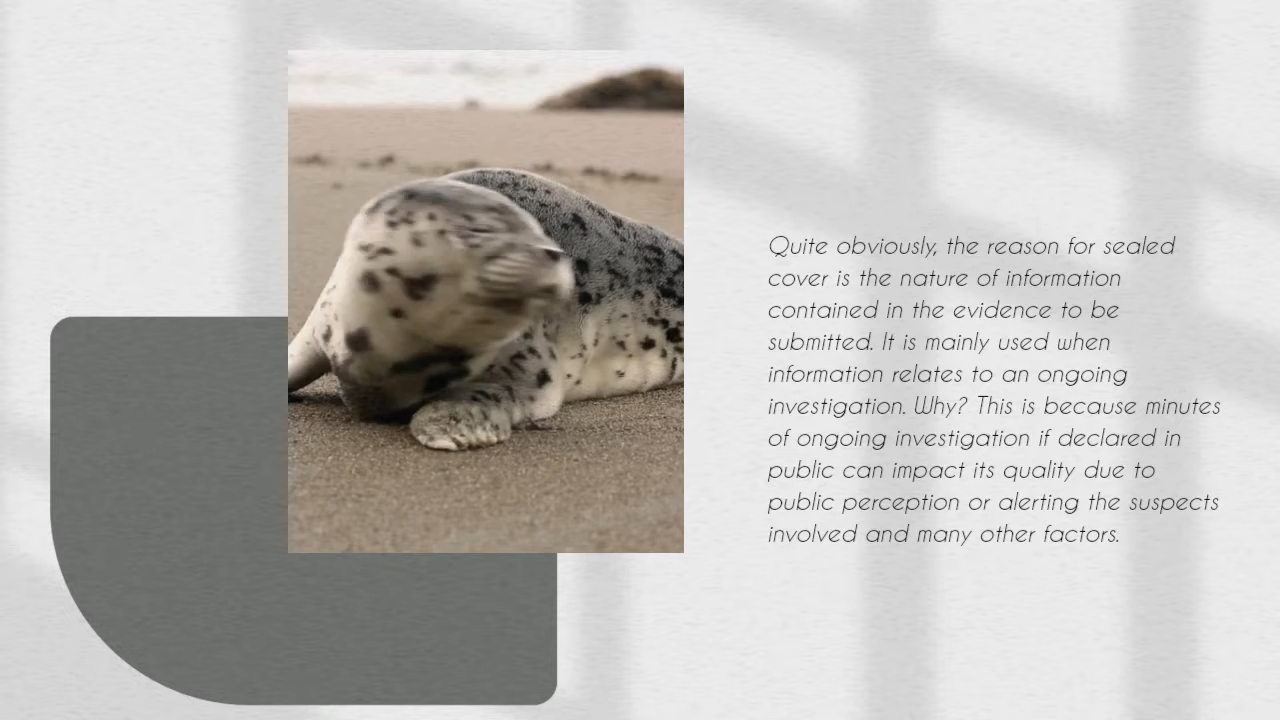 Quite obviously, the reason for sealed
cover is the nature of information
contained in the evidence to be
submitted. It is mainly used when
information relates to an ongoing
investigation. Why? This is because minutes
of ongoing investigation if declared in
public can impact its quality due to
public perception or alerting the suspects
involved and many other factors.